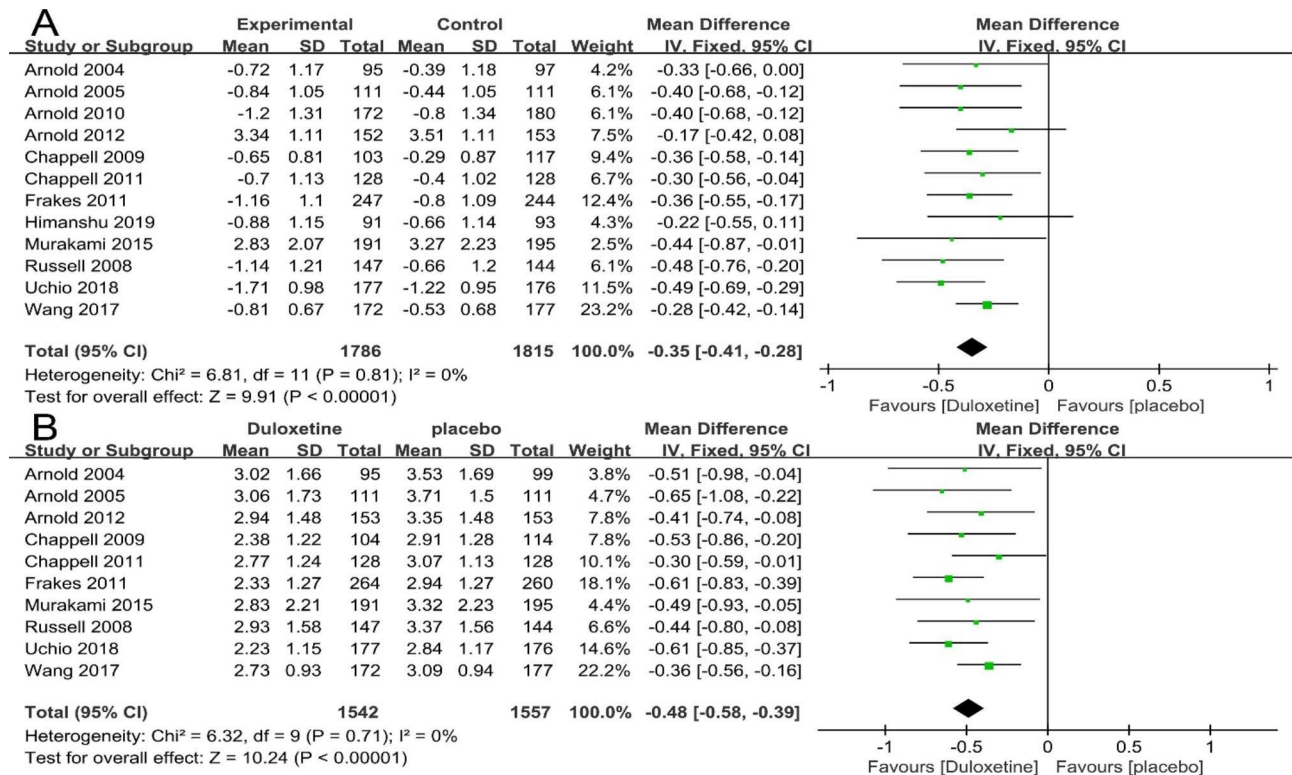 A
Experimental Control Mean Difference Mean Difference
Study or Subgroup Mean SD Total Mean SD Total Weight IV, Fixed, 95% CI IV, Fixed, 95% CI
Arnold 2004 -0.72 1.17 95 -0.39 1.18 97 4.2% -0.33 [-0.66, 0.00]
Arnold 2005 -0.84 1.05 111 -0.44 1.05 111 6.1% -0.40 [-0.68, -0.12]
Arnold 2010 -1.2 1.31 172 -0.8 1.34 180 6.1% -0.40 [-0.68, -0.12]
Arnold 2012 3.34 1.11 152 3.51 1.11 153 7.5% -0.17 [-0.42, 0.08]
Chappell 2009 -0.65 0.81 103 -0.29 0.87 117 9.4% -0.36 [-0.58, -0.14]
Chappell 2011 -0.7 1.13 128 -0.4 1.02 128 6.7% -0.30 [-0.56, -0.04]
Frakes 2011 -1.16 1.1 247 -0.8 1.09 244 12.4% -0.36 [-0.55, -0.17]
Himanshu 2019 -0.88 1.15 91 -0.66 1.14 93 4.3% -0.22 [-0.55, 0.11]
Murakami 2015 2.83 2.07 191 3.27 2.23 195 2.5% -0.44 [-0.87, -0.01]
Russell 2008 -1.14 1.21 147 -0.66 1.2 144 6.1% -0.48 [-0.76, -0.20]
Uchio 2018 -1.71 0.98 177 -1.22 0.95 176 11.5% -0.49 [-0.69, -0.29]
Wang 2017 -0.81 0.67 172 -0.53 0.68 177 23.2% -0.28 [-0.42, -0.14]
Total (95% CI) 1786 1815 100.0% -0.35 [-0.41, -0.28]
Heterogeneity: Chi² = 6.81, df = 11 (P = 0.81); I² = 0%
Test for overall effect: Z = 9.91 (P < 0.00001)
-1 -0.5 0 0.5 1
Favours [Duloxetine] Favours [placebo]
B
Duloxetine placebo Mean Difference Mean Difference
Study or Subgroup Mean SD Total Mean SD Total Weight IV, Fixed, 95% CI IV, Fixed, 95% CI
Arnold 2004 3.02 1.66 95 3.53 1.69 99 3.8% -0.51 [-0.98, -0.04]
Arnold 2005 3.06 1.73 111 3.71 1.5 111 4.7% -0.65 [-1.08, -0.22]
Arnold 2012 2.94 1.48 153 3.35 1.48 153 7.8% -0.41 [-0.74, -0.08]
Chappell 2009 2.38 1.22 104 2.91 1.28 114 7.8% -0.53 [-0.86, -0.20]
Chappell 2011 2.77 1.24 128 3.07 1.13 128 10.1% -0.30 [-0.59, -0.01]
Frakes 2011 2.33 1.27 264 2.94 1.27 260 18.1% -0.61 [-0.83, -0.39]
Murakami 2015 2.83 2.21 191 3.32 2.23 195 4.4% -0.49 [-0.93, -0.05]
Russell 2008 2.93 1.58 147 3.37 1.56 144 6.6% -0.44 [-0.80, -0.08]
Uchio 2018 2.23 1.15 177 2.84 1.17 176 14.6% -0.61 [-0.85, -0.37]
Wang 2017 2.73 0.93 172 3.09 0.94 177 22.2% -0.36 [-0.56, -0.16]
Total (95% CI) 1542 1557 100.0% -0.48 [-0.58, -0.39]
Heterogeneity: Chi² = 6.32, df = 9 (P = 0.71); I² = 0%
Test for overall effect: Z = 10.24 (P < 0.00001)
-1 -0.5 0 0.5 1
Favours [Duloxetine] Favours [placebo]